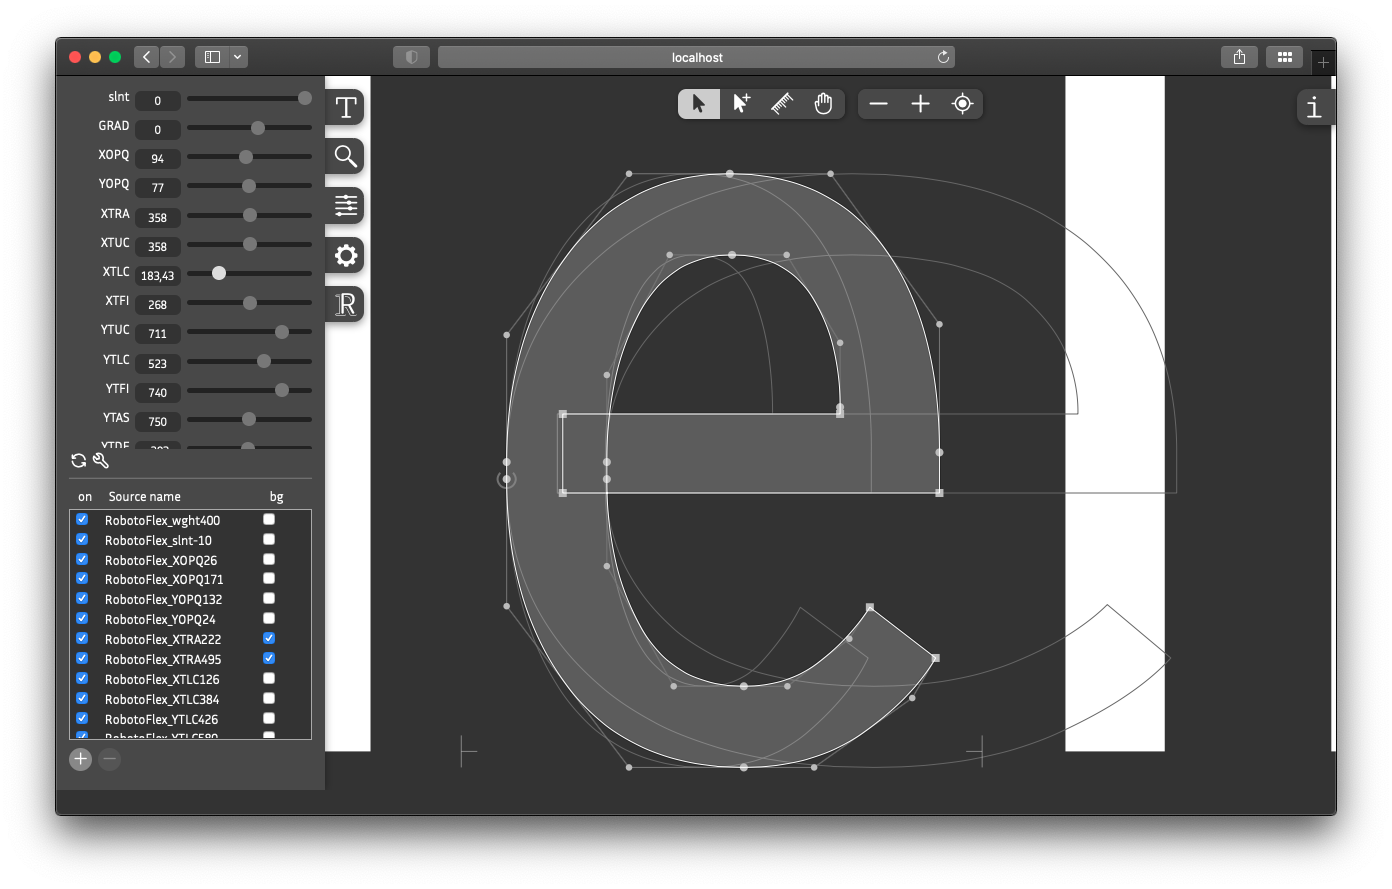 localhost
slnt 0
GRAD 0
XOPQ 94
YOPQ 77
XTRA 358
XTUC 358
XTLC 183,43
XTFI 268
YTUC 711
YTLC 523
YTFI 740
YTAS 750
T
R
i
on Source name bg
RobotoFlex_wght400
RobotoFlex_slnt-10
RobotoFlex_XOPQ26
RobotoFlex_XOPQ171
RobotoFlex_YOPQ132
RobotoFlex_YOPQ24
RobotoFlex_XTRA222
RobotoFlex_XTRA495
RobotoFlex_XTLC126
RobotoFlex_XTLC384
RobotoFlex_YTLC426
e